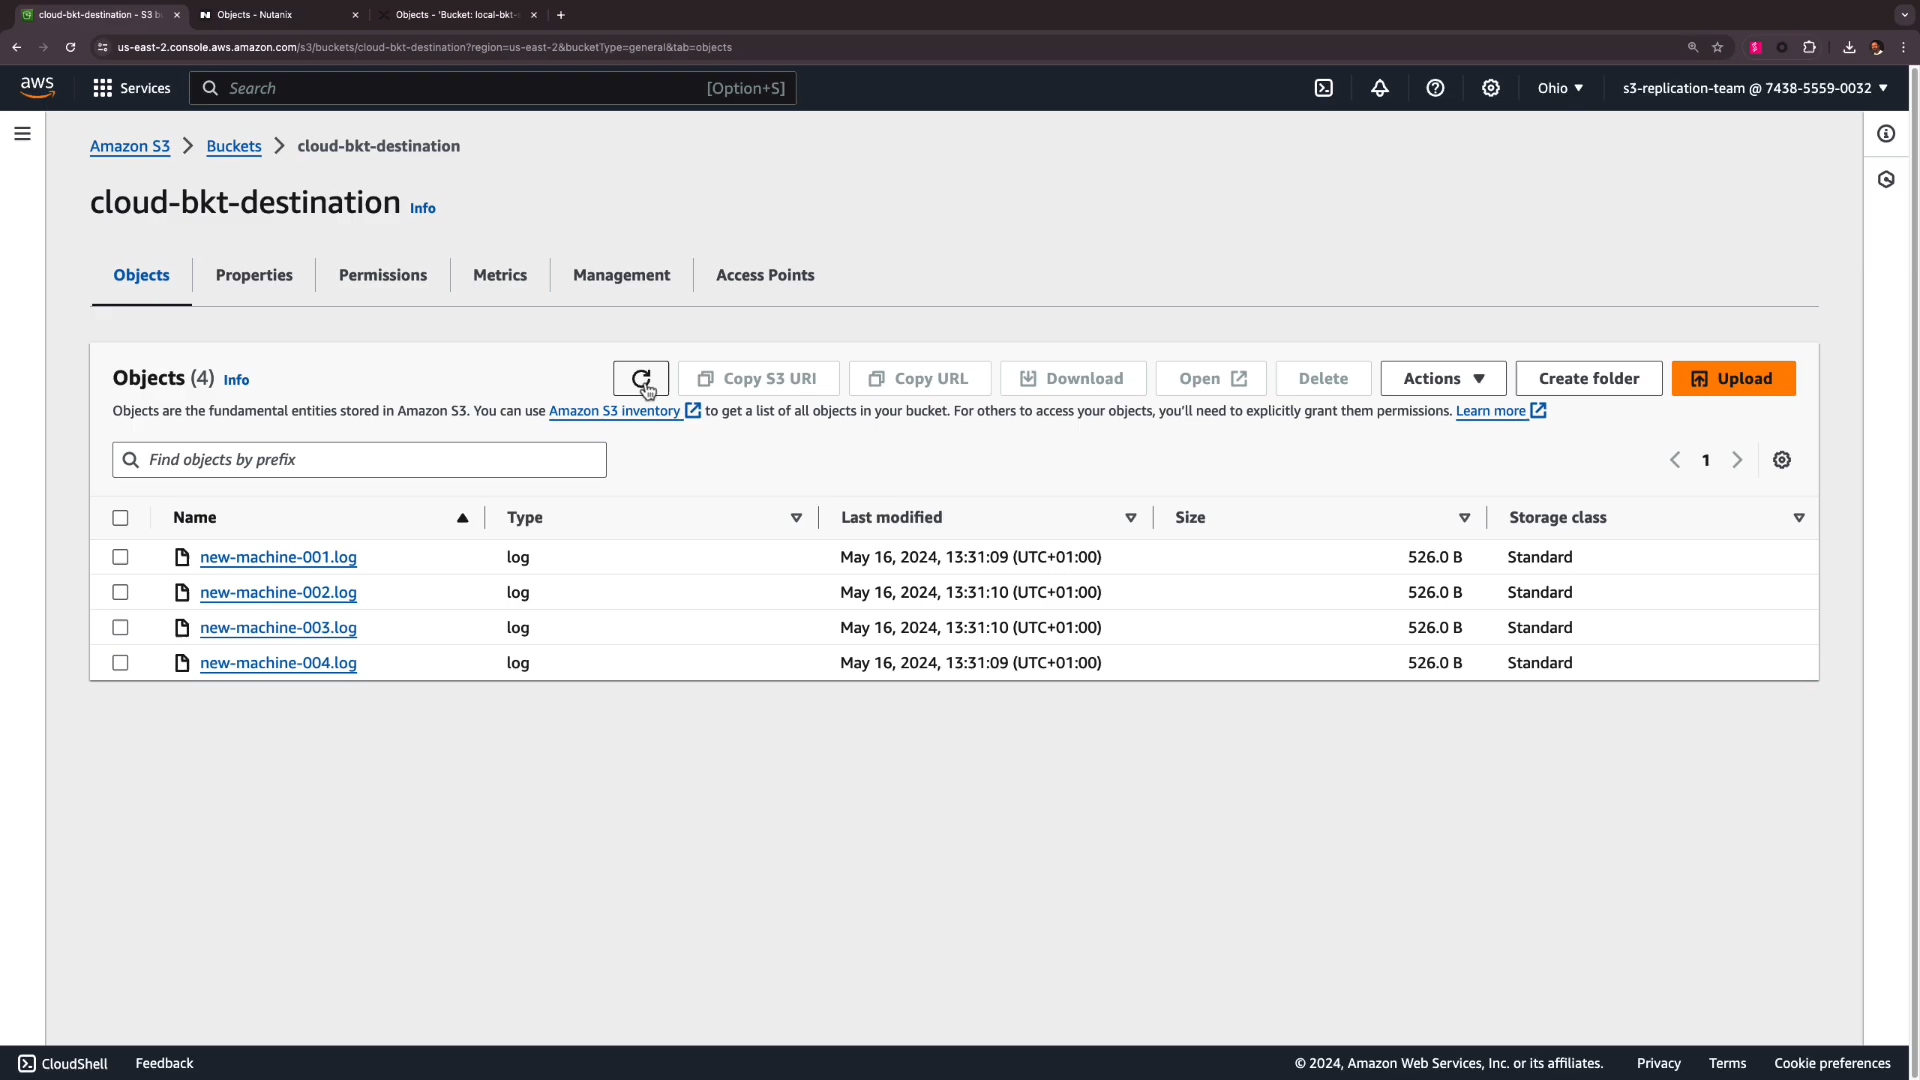 cloud-bkt-destination - S3 b
Objects - Nutanix
Objects - 'Bucket: local-bkt-
us-east-2.console.aws.amazon.com/s3/buckets/cloud-bkt-destination?region=us-east-2&bucketType=general&tab=objects
aws Services Search [Option+S] Ohio s3-replication-team @ 7438-5559-0032
Amazon S3 Buckets cloud-bkt-destination
cloud-bkt-destination Info
Objects Properties Permissions Metrics Management Access Points
Objects (4) Info Copy S3 URI Copy URL Download Open Delete Actions Create folder Upload
Objects are the fundamental entities stored in Amazon S3. You can use Amazon S3 inventory to get a list of all objects in your bucket. For others to access your objects, you'll need to explicitly grant them permissions. Learn more
Find objects by prefix 1
Name Type Last modified Size Storage class
new-machine-001.log log May 16, 2024, 13:31:09 (UTC+01:00) 526.0 B Standard
new-machine-002.log log May 16, 2024, 13:31:10 (UTC+01:00) 526.0 B Standard
new-machine-003.log log May 16, 2024, 13:31:10 (UTC+01:00) 526.0 B Standard
new-machine-004.log log May 16, 2024, 13:31:09 (UTC+01:00) 526.0 B Standard
CloudShell Feedback © 2024, Amazon Web Services, Inc. or its affiliates. Privacy Terms Cookie preferences